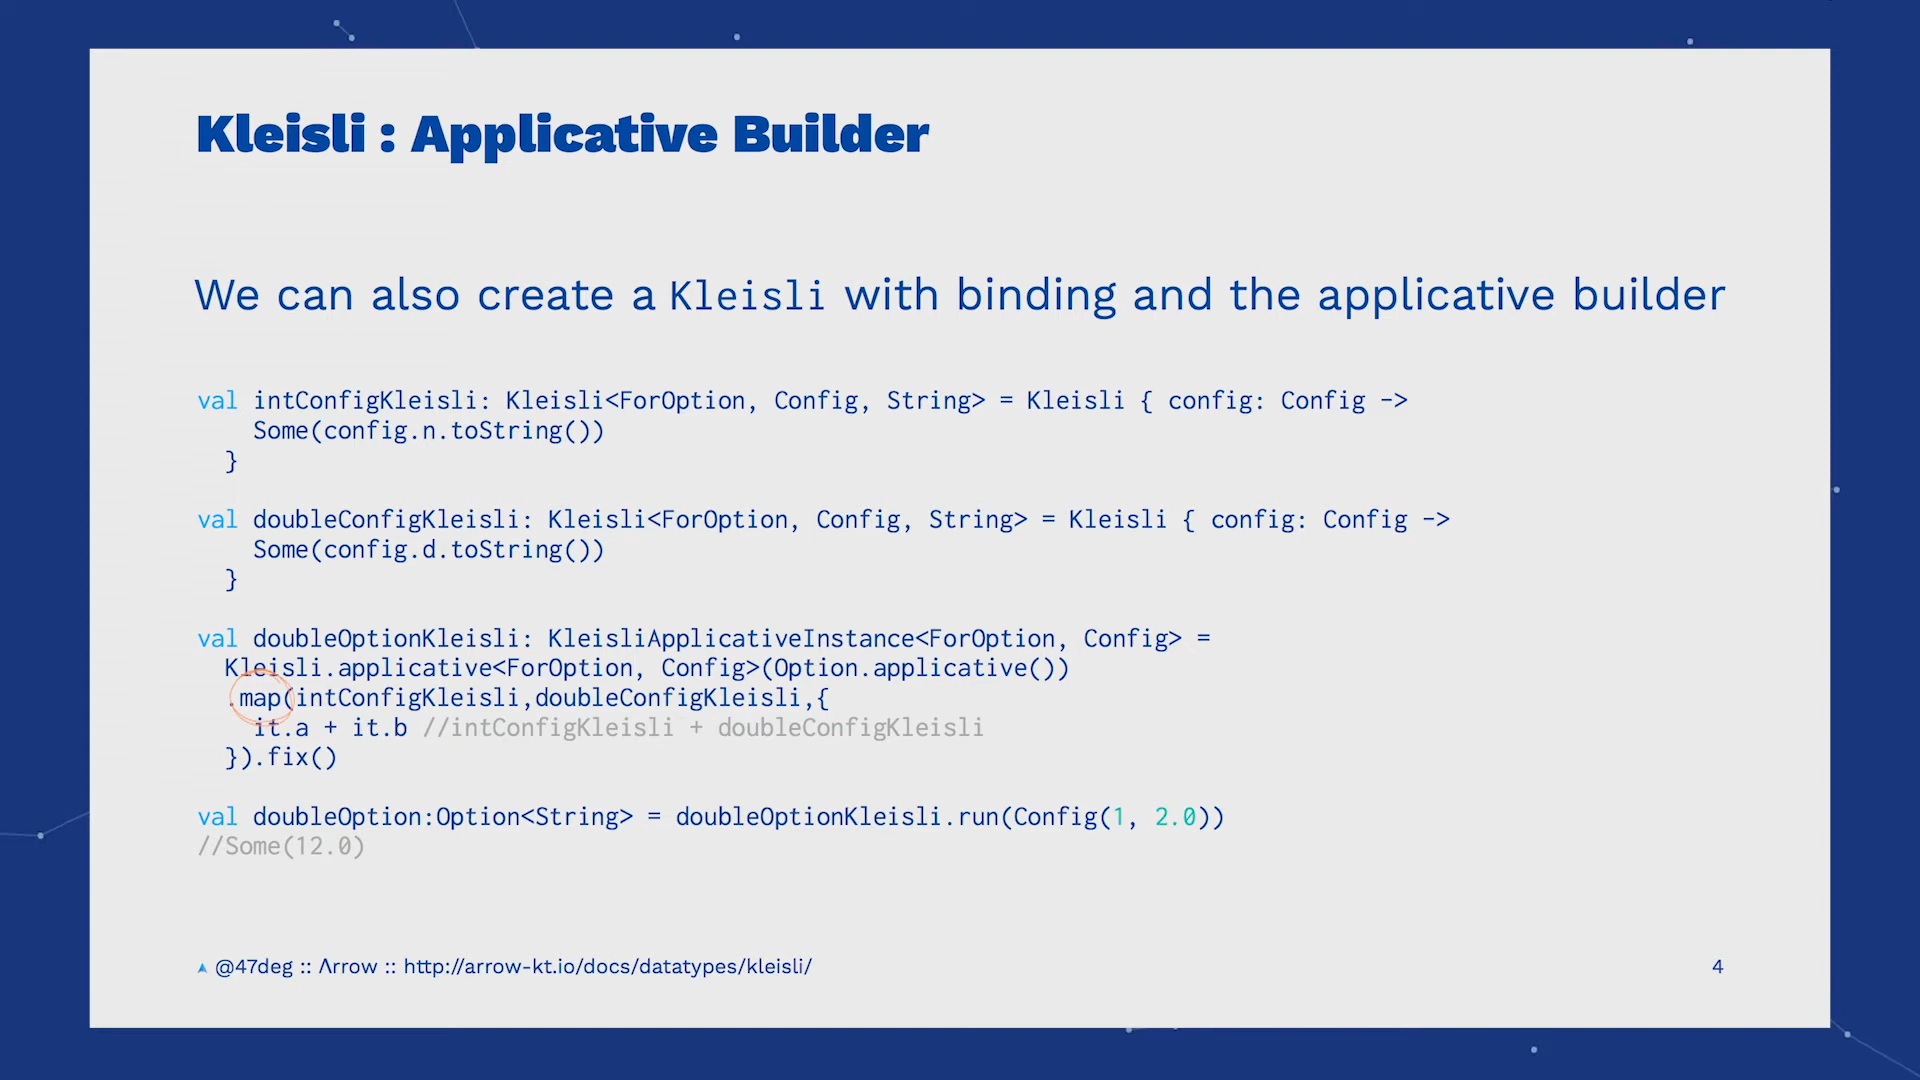 Kleisli : Applicative Builder
We can also create a Kleisli with binding and the applicative builder
val intConfigKleisli: Kleisli<ForOption, Config, String> = Kleisli { config: Config ->
    Some(config.n.toString())
  }
val doubleConfigKleisli: Kleisli<ForOption, Config, String> = Kleisli { config: Config ->
    Some(config.d.toString())
  }
val doubleOptionKleisli: KleisliApplicativeInstance<ForOption, Config> =
  Kleisli.applicative<ForOption, Config>(Option.applicative())
  .map(intConfigKleisli,doubleConfigKleisli,{
    it.a + it.b //intConfigKleisli + doubleConfigKleisli
  }).fix()
val doubleOption:Option<String> = doubleOptionKleisli.run(Config(1, 2.0))
//Some(12.0)
@47deg :: Λrrow :: http://arrow-kt.io/docs/datatypes/kleisli/
4